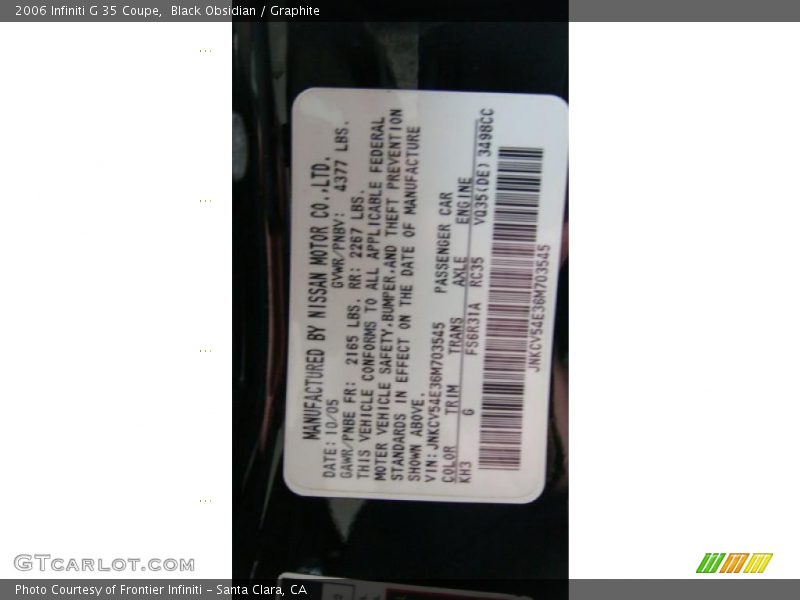 2006 Infiniti G 35 Coupe,  Black Obsidian / Graphite
MANUFACTURED BY NISSAN MOTOR CO.,LTD.
DATE:10/05 GVWR/PNBV: 4377 LBS.
GAWR/PNBE FR: 2165 LBS. RR: 2267 LBS.
THIS VEHICLE CONFORMS TO ALL APPLICABLE FEDERAL
MOTER VEHICLE SAFETY,BUMPER,AND THEFT PREVENTION
STANDARDS IN EFFECT ON THE DATE OF MANUFACTURE
SHOWN ABOVE.
VIN:JNKCV54E36M703545 PASSENGER CAR
COLOR TRIM TRANS AXLE ENGINE
KH3 G FS6R31A RC35 VQ35(DE) 3498CC
JNKCV54E36M703545
GTCARLOT.COM
Photo Courtesy of Frontier Infiniti - Santa Clara, CA